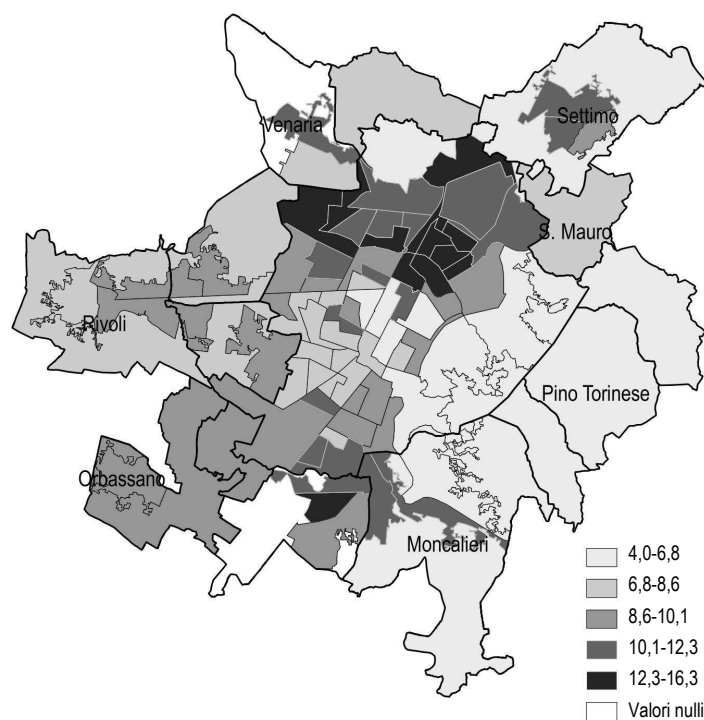 Settimo
Venaria
S. Mauro
Rivoli
Pino Torinese
Orbassano
Moncalieri
4,0-6,8
6,8-8,6
8,6-10,1
10,1-12,3
12,3-16,3
Valori nulli